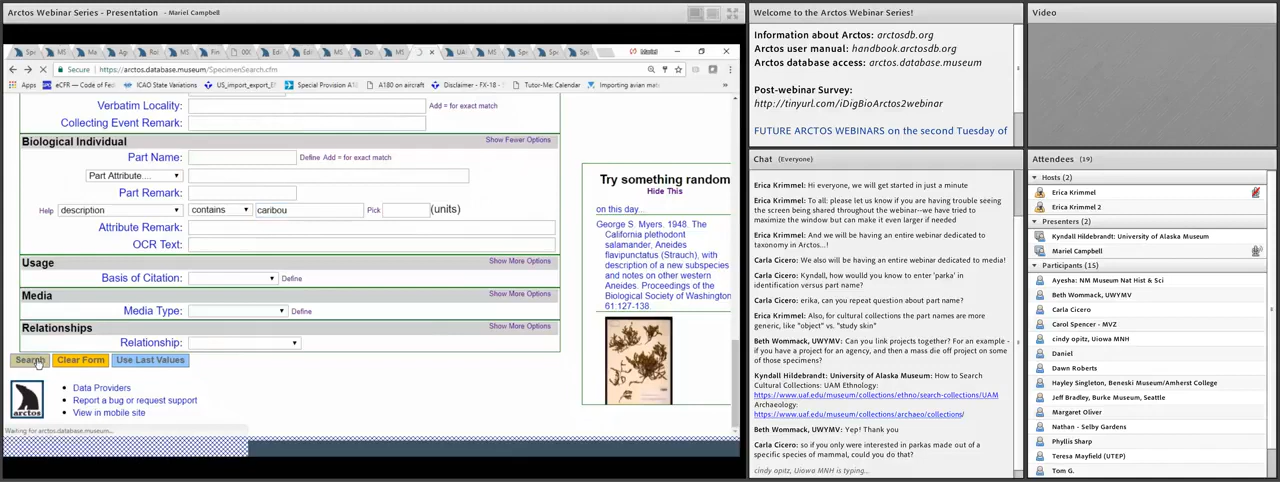 Arctos Webinar Series - Presentation - Mariel Campbell
Mariel
Secure https://arctos.database.museum/SpecimenSearch.cfm
Apps eCFR — Code of Fed ICAO State Variations US_import_export_E Special Provision A1 A180 on aircraft Disclaimer - FX-18 - Tutor-Me: Calendar Importing avian mat
Verbatim Locality: Add = for exact match
Collecting Event Remark:
Biological Individual Show Fewer Options
Part Name: Define Add = for exact match
Part Attribute....
Part Remark:
Help description contains caribou Pick (units)
Attribute Remark:
OCR Text:
Usage Show More Options
Basis of Citation: Define
Media Show More Options
Media Type: Define
Relationships Show More Options
Relationship:
Search Clear Form Use Last Values
arctos
Data Providers
Report a bug or request support
View in mobile site
Waiting for arctos.database.museum...
Try something random
Hide This
on this day...
George S. Myers. 1948. The
California plethodont
salamander, Aneides
flavipunctatus (Strauch), with
description of a new subspecies
and notes on other western
Aneides. Proceedings of the
Biological Society of Washington
61:127-138.
Welcome to the Arctos Webinar Series!
Information about Arctos: arctosdb.org
Arctos user manual: handbook.arctosdb.org
Arctos database access: arctos.database.museum
Post-webinar Survey:
http://tinyurl.com/iDigBioArctos2webinar
FUTURE ARCTOS WEBINARS on the second Tuesday of
Chat (Everyone)
Erica Krimmel: Hi everyone, we will get started in just a minute
Erica Krimmel: To all: please let us know if you are having trouble seeing
the screen being shared throughout the webinar--we have tried to
maximize the window but can make it even larger if needed
Erica Krimmel: And we will be having an entire webinar dedicated to
taxonomy in Arctos...!
Carla Cicero: We also will be having an entire webinar dedicated to media!
Carla Cicero: Kyndall, how would you know to enter 'parka' in
identification versus part name?
Carla Cicero: erika, can you repeat question about part name?
Erica Krimmel: Also, for cultural collections the part names are more
generic, like "object" vs. "study skin"
Beth Wommack, UWYMV: Can you link projects together? For an example -
if you have a project for an agency, and then a mass die off project on some
of those specimens?
Kyndall Hildebrandt: University of Alaska Museum: How to Search
Cultural Collections: UAM Ethnology:
https://www.uaf.edu/museum/collections/ethno/search-collections/UAM
Archaeology:
https://www.uaf.edu/museum/collections/archaeo/collections/
Beth Wommack, UWYMV: Yep! Thank you
Carla Cicero: so if you only were interested in parkas made out of a
specific species of mammal, could you do that?
cindy opitz, UIowa MNH is typing...
Video
Attendees (19)
Hosts (2)
Erica Krimmel
Erica Krimmel 2
Presenters (2)
Kyndall Hildebrandt: University of Alaska Museum
Mariel Campbell
Participants (15)
Ayesha: NM Museum Nat Hist & Sci
Beth Wommack, UWYMV
Carla Cicero
Carol Spencer - MVZ
cindy opitz, UIowa MNH
Daniel
Dawn Roberts
Hayley Singleton, Beneski Museum/Amherst College
Jeff Bradley, Burke Museum, Seattle
Margaret Oliver
Nathan - Selby Gardens
Phyllis Sharp
Teresa Mayfield (UTEP)
Tom G.